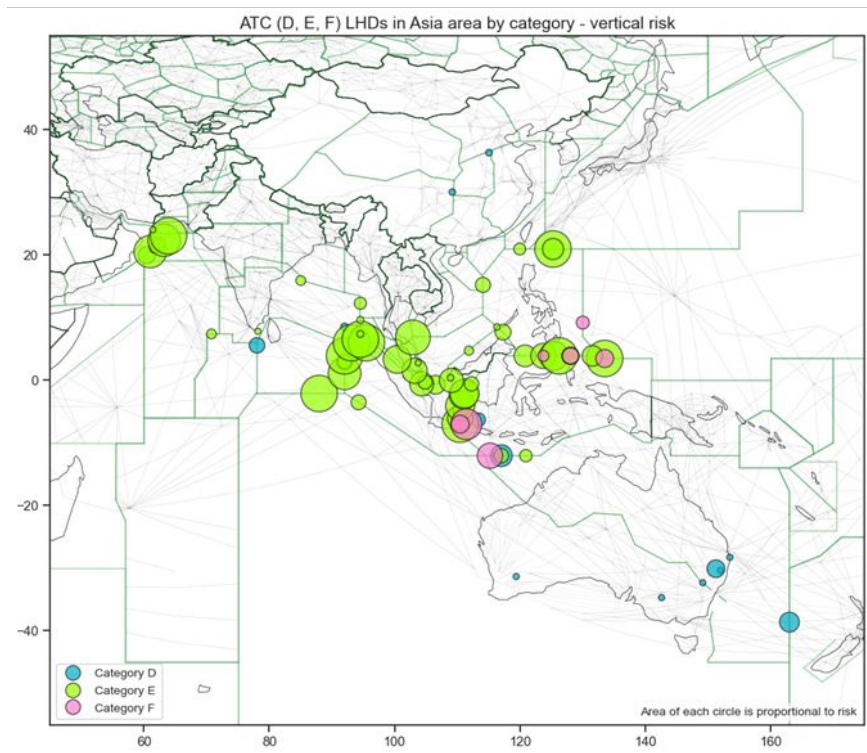 ATC (D, E, F) LHDs in Asia area by category - vertical risk
40
20
0
−20
−40
Category D
Category E
Category F
Area of each circle is proportional to risk
60 80 100 120 140 160